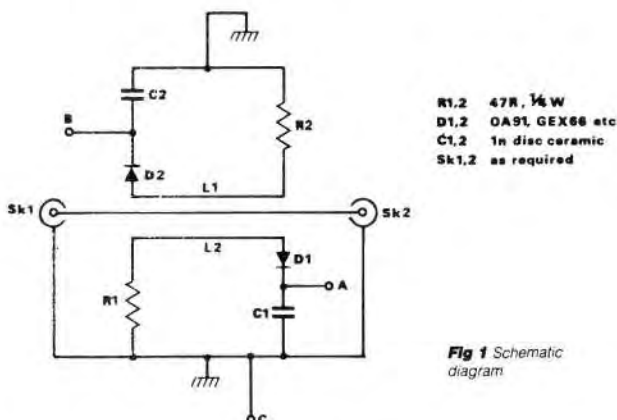 C2
B
R2
D2
L1
Sk1
Sk2
L2
D1
A
R1
C1
C
R1,2 47R, ¼W
D1,2 OA91, GEX66 etc
C1,2 1n disc ceramic
Sk1,2 as required
Fig 1 Schematic
diagram